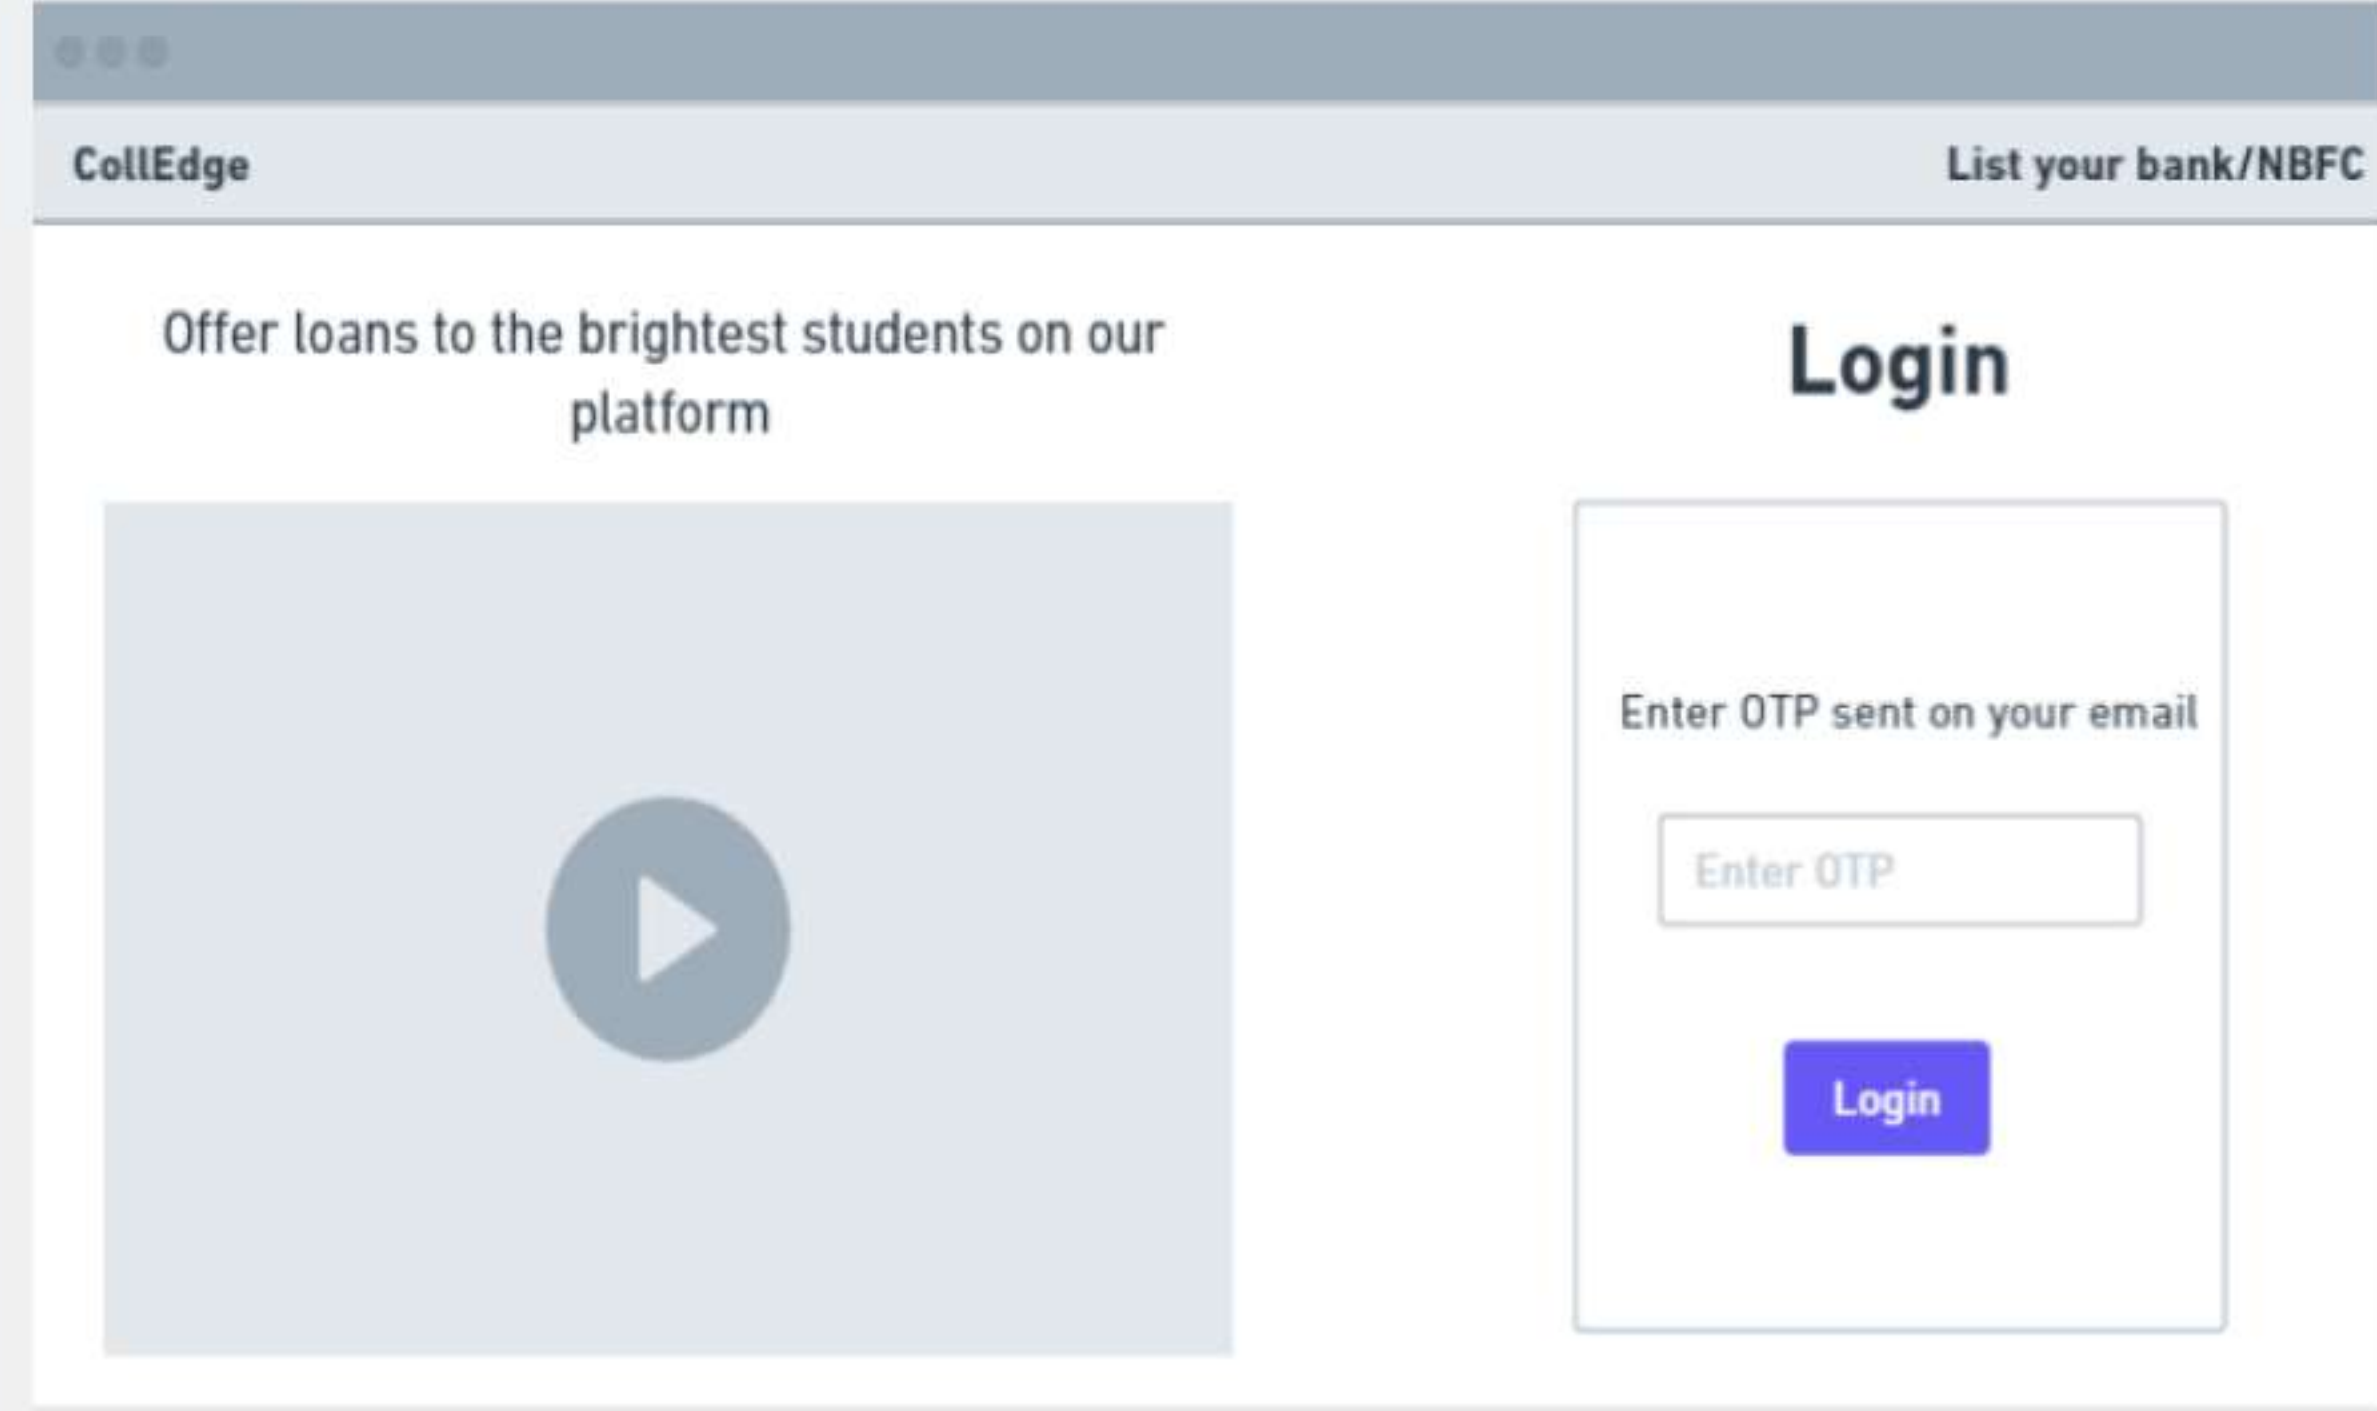 CollEdge
List your bank/NBFC
Offer loans to the brightest students on our
platform
Login
Enter OTP sent on your email
Enter OTP
Login